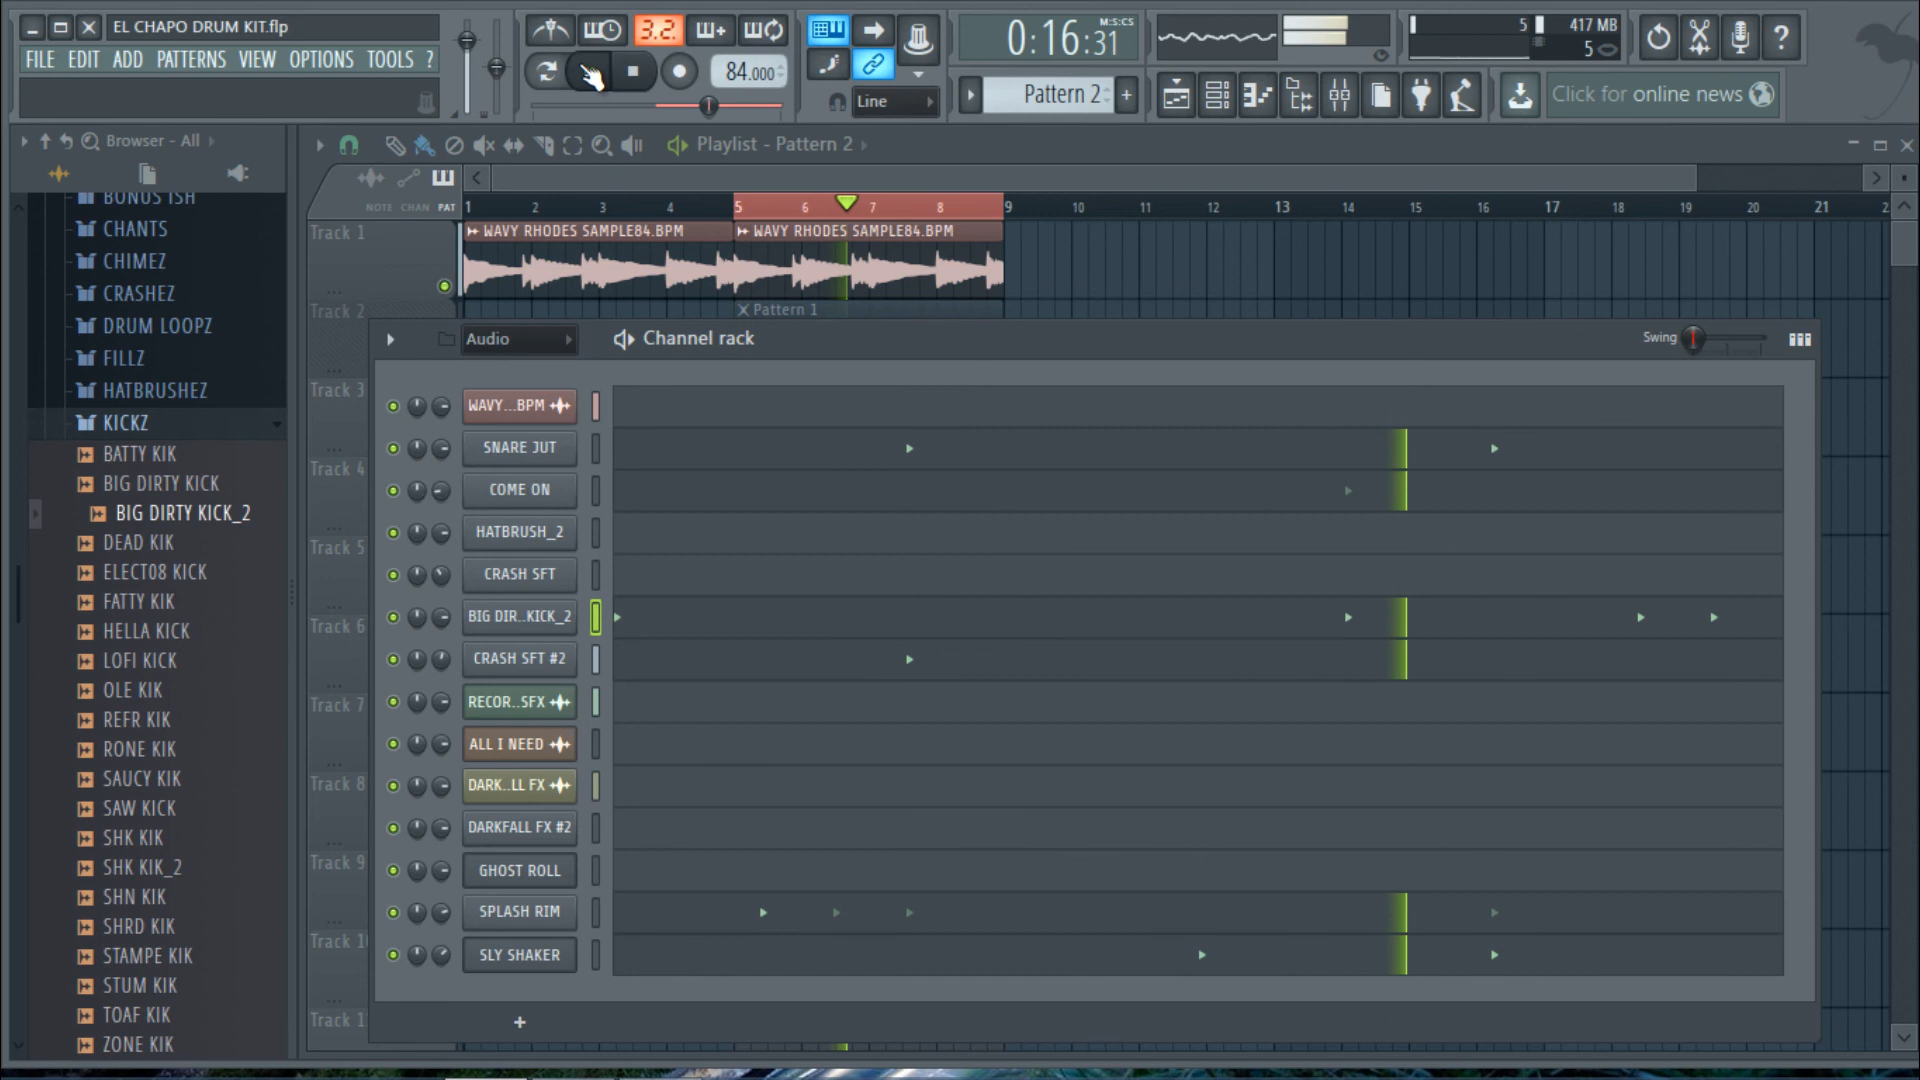 EL CHAPO DRUM KIT.flp
FILE EDIT ADD PATTERNS VIEW OPTIONS TOOLS ?
3.2.
84.000
Line
0:16:31
M:S:CS
Pattern 2
5
417 MB
5
Click for online news
Browser - All
BONUS ISH
CHANTS
CHIMEZ
CRASHEZ
DRUM LOOPZ
FILLZ
HATBRUSHEZ
KICKZ
BATTY KIK
BIG DIRTY KICK
BIG DIRTY KICK_2
DEAD KIK
ELECT08 KICK
FATTY KIK
HELLA KICK
LOFI KICK
OLE KIK
REFR KIK
RONE KIK
SAUCY KIK
SAW KICK
SHK KIK
SHK KIK_2
SHN KIK
SHRD KIK
STAMPE KIK
STUM KIK
TOAF KIK
ZONE KIK
Playlist - Pattern 2
NOTE CHAN PAT
1 2 3 4 5 6 7 8 9 10 11 12 13 14 15 16 17 18 19 20 21
Track 1
WAVY RHODES SAMPLE84.BPM
WAVY RHODES SAMPLE84.BPM
Track 2
Pattern 1
Track 3
Track 4
Track 5
Track 6
Track 7
Track 8
Track 9
Track 10
Audio
Channel rack
Swing
WAVY...BPM
SNARE JUT
COME ON
HATBRUSH_2
CRASH SFT
BIG DIR..KICK_2
CRASH SFT #2
RECOR..SFX
ALL I NEED
DARK..LL FX
DARKFALL FX #2
GHOST ROLL
SPLASH RIM
SLY SHAKER